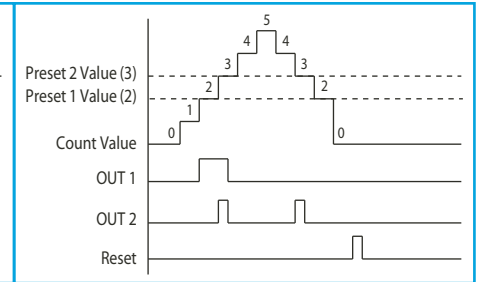 5
4 4
Preset 2 Value (3) 3 3
Preset 1 Value (2) 2 2
1
Count Value 0 0
OUT 1
OUT 2
Reset